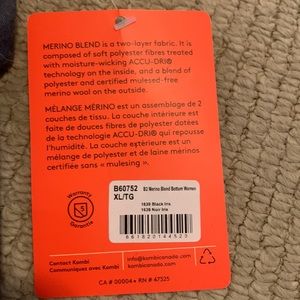 MERINO BLEND is a two-layer fabric. It
is composed of soft polyester fibres treated
with moisture-wicking ACCU-DRI®
technology on the inside, and a blend of
polyester and certified mulesed-free
merino wool on the outside.
MÉLANGE MÉRINO est un assemblage de 2
couches de tissu. La couche intérieure est
faite de douces fibres de polyester dotées
de la technologie ACCU-DRI® qui repousse
l'humidité. La couche extérieure est un
mélange de polyester et de laine mérinos
certifiés sans « mulesing ».
B60752
XL/TG
B2 Merino Blend Bottom Women
1639 Black Iris
1639 Noir Iris
Warranty
Garantie
Contact Kombi
Communiquez avec Kombi
info@kombicanada.com
kombicanada.com
CA # 00004 • RN # 47525